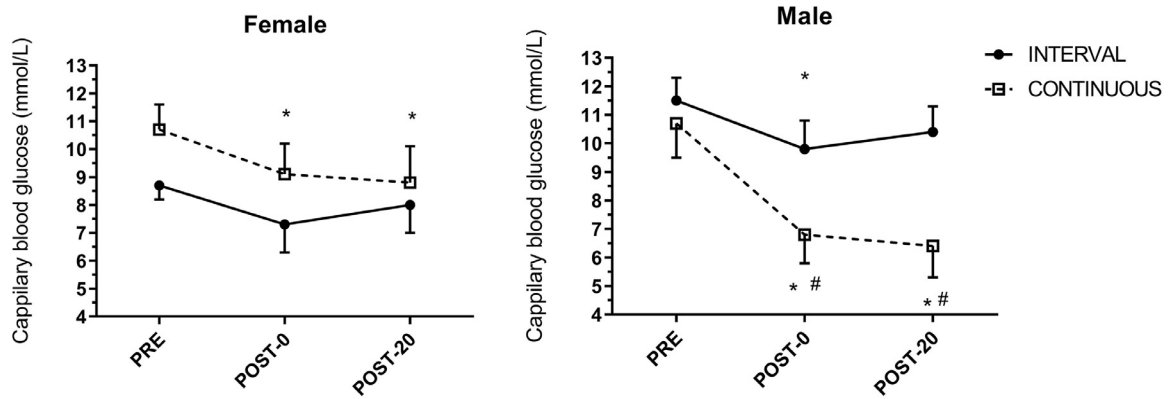 Female
Cappilary blood glucose (mmol/L)
13
12
11
10
9
8
7
6
5
4
*
*
PRE
POST-0
POST-20
Male
Cappilary blood glucose (mmol/L)
13
12
11
10
9
8
7
6
5
4
*
* #
* #
PRE
POST-0
POST-20
INTERVAL
CONTINUOUS